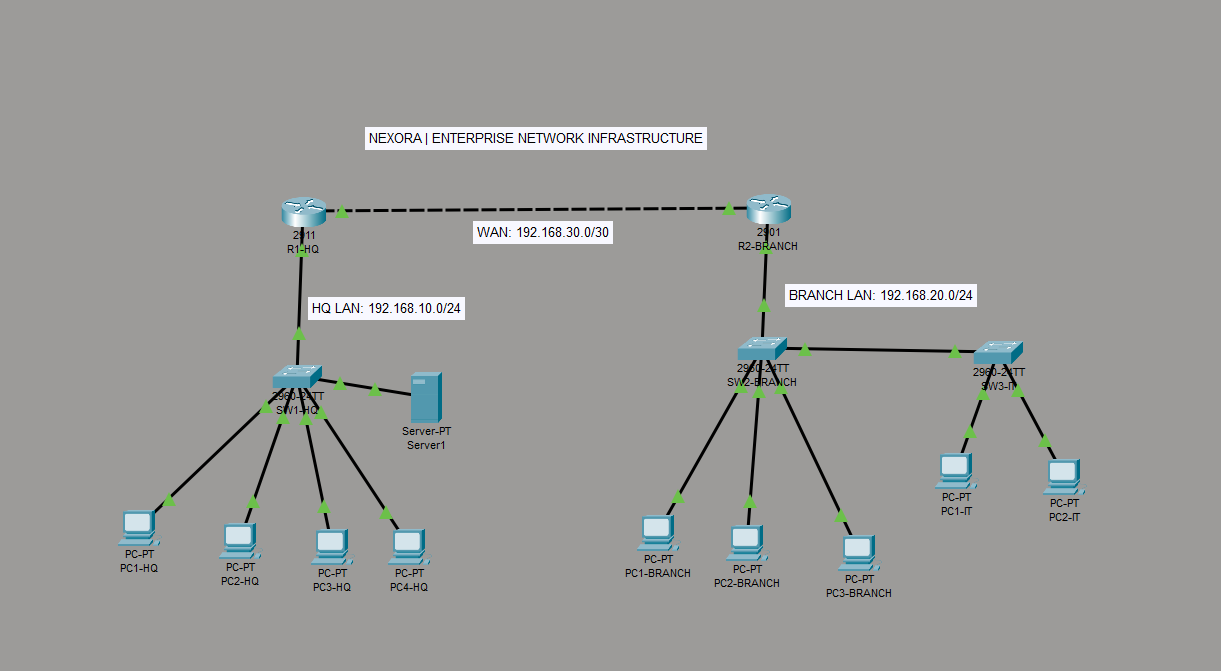 NEXORA | ENTERPRISE NETWORK INFRASTRUCTURE
2911
R1-HQ
WAN: 192.168.30.0/30
2901
R2-BRANCH
HQ LAN: 192.168.10.0/24
BRANCH LAN: 192.168.20.0/24
2960-24TT
SW1-HQ
Server-PT
Server1
2960-24TT
SW2-BRANCH
2960-24TT
SW3-IT
PC-PT
PC1-HQ
PC-PT
PC2-HQ
PC-PT
PC3-HQ
PC-PT
PC4-HQ
PC-PT
PC1-BRANCH
PC-PT
PC2-BRANCH
PC-PT
PC3-BRANCH
PC-PT
PC1-IT
PC-PT
PC2-IT